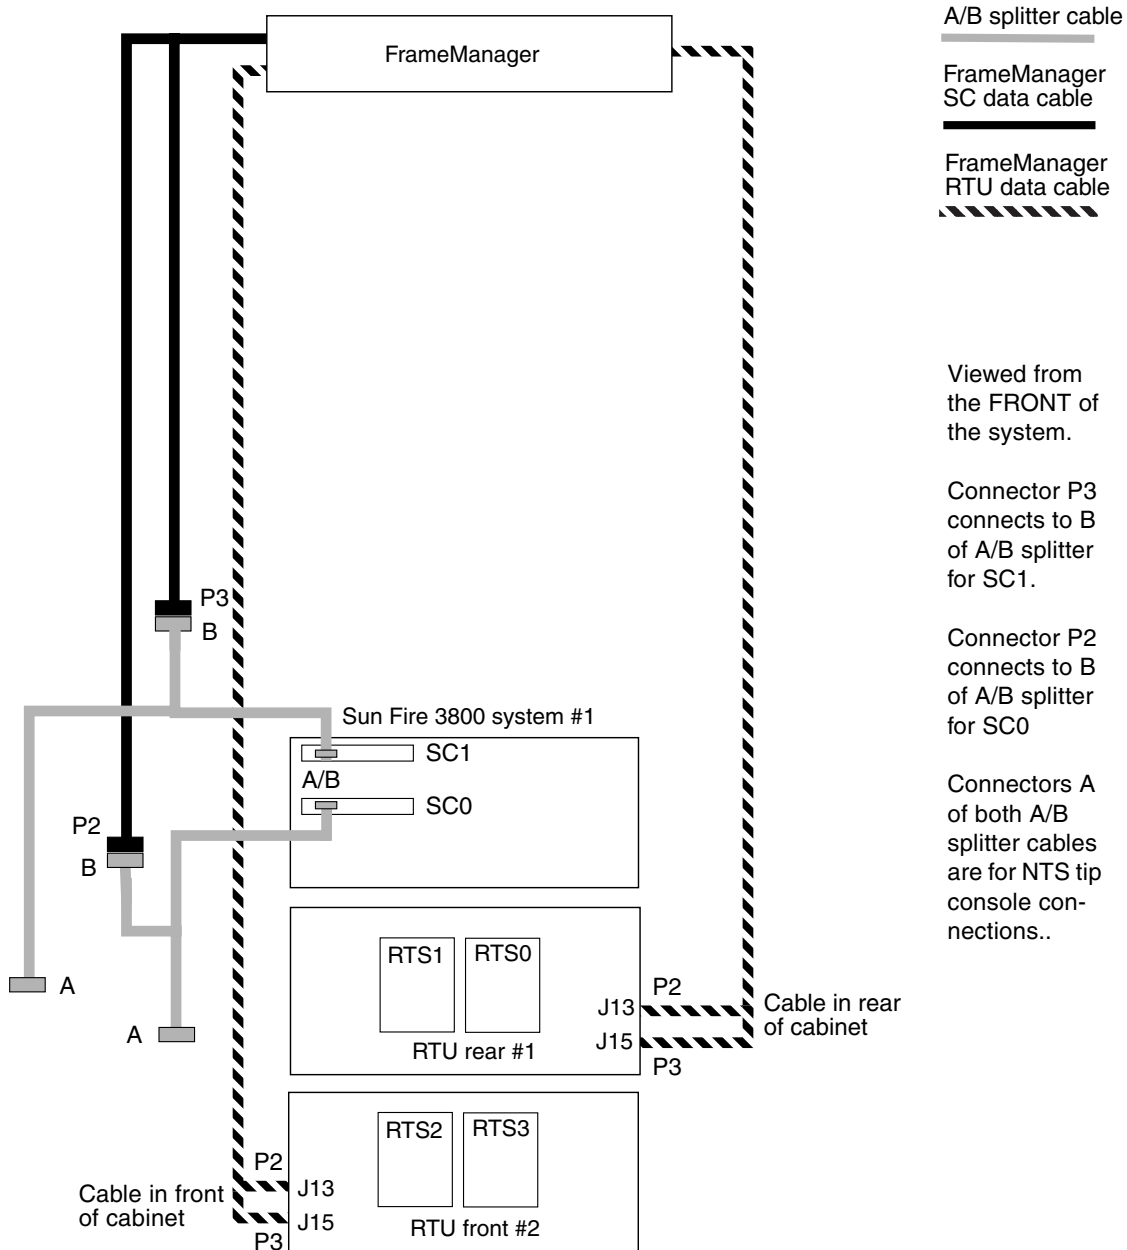 A/B splitter cable
FrameManager
FrameManager
SC data cable
FrameManager
RTU data cable
Viewed from
the FRONT of
the system.
Connector P3
connects to B
of A/B splitter
for SC1.
Connector P2
connects to B
of A/B splitter
for SC0
Connectors A
of both A/B
splitter cables
are for NTS tip
console con-
nections..
P3
B
Sun Fire 3800 system #1
SC1
A/B
SC0
P2
B
A
A
RTS1
RTS0
P2
J13
J15
P3
RTU rear #1
Cable in rear
of cabinet
RTS2
RTS3
P2
J13
J15
P3
RTU front #2
Cable in front
of cabinet